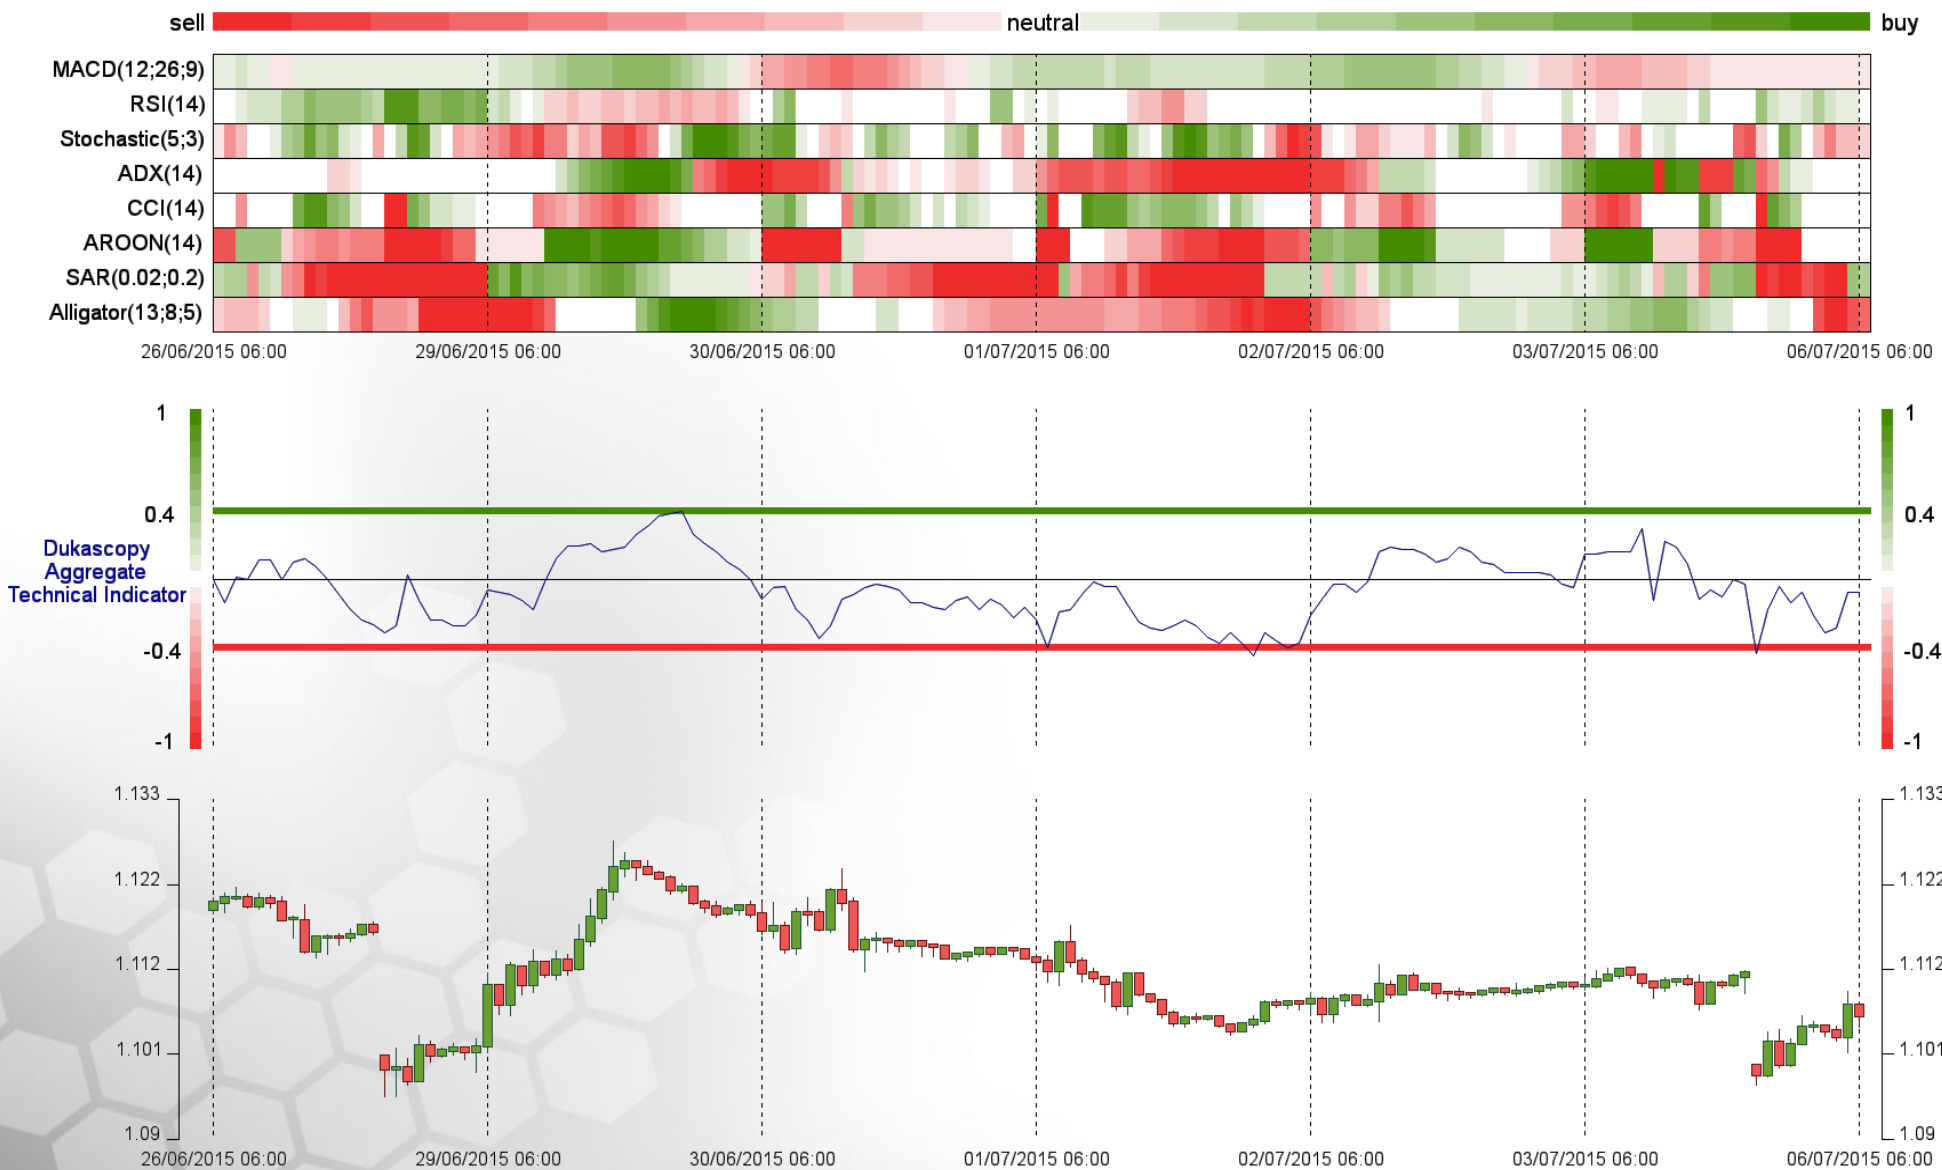 sell neutral buy
MACD(12;26;9)
RSI(14)
Stochastic(5;3)
ADX(14)
CCI(14)
AROON(14)
SAR(0.02;0.2)
Alligator(13;8;5)
26/06/2015 06:00 29/06/2015 06:00 30/06/2015 06:00 01/07/2015 06:00 02/07/2015 06:00 03/07/2015 06:00 06/07/2015 06:00
1 1
0.4 0.4
Dukascopy
Aggregate
Technical Indicator
-0.4 -0.4
-1 -1
1.133 1.133
1.122 1.122
1.112 1.112
1.101 1.101
1.09 1.09
26/06/2015 06:00 29/06/2015 06:00 30/06/2015 06:00 01/07/2015 06:00 02/07/2015 06:00 03/07/2015 06:00 06/07/2015 06:00